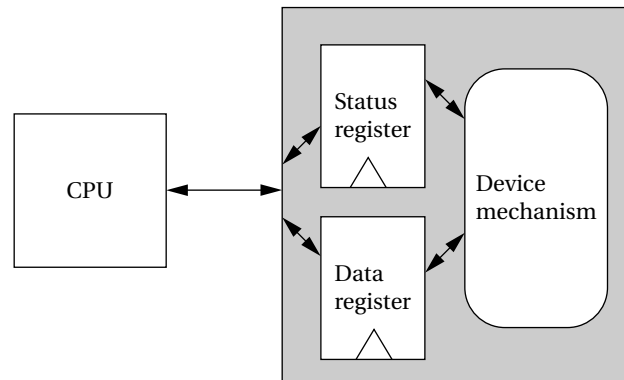 CPU
Status
register
Data
register
Device
mechanism